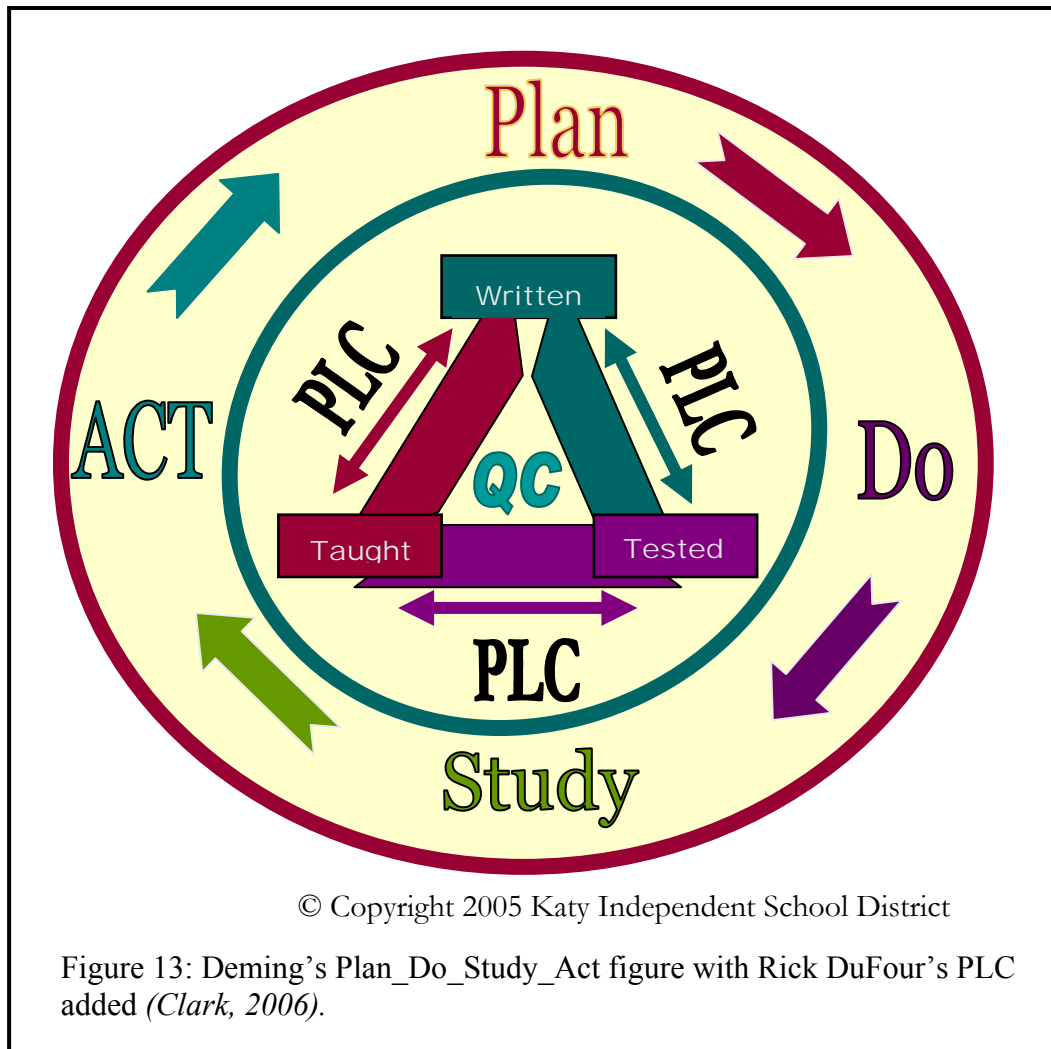 Plan
Written
PLC
PLC
ACT
Do
QC
Taught
Tested
PLC
Study
© Copyright 2005 Katy Independent School District
Figure 13: Deming’s Plan_Do_Study_Act figure with Rick DuFour’s PLC
added (Clark, 2006).